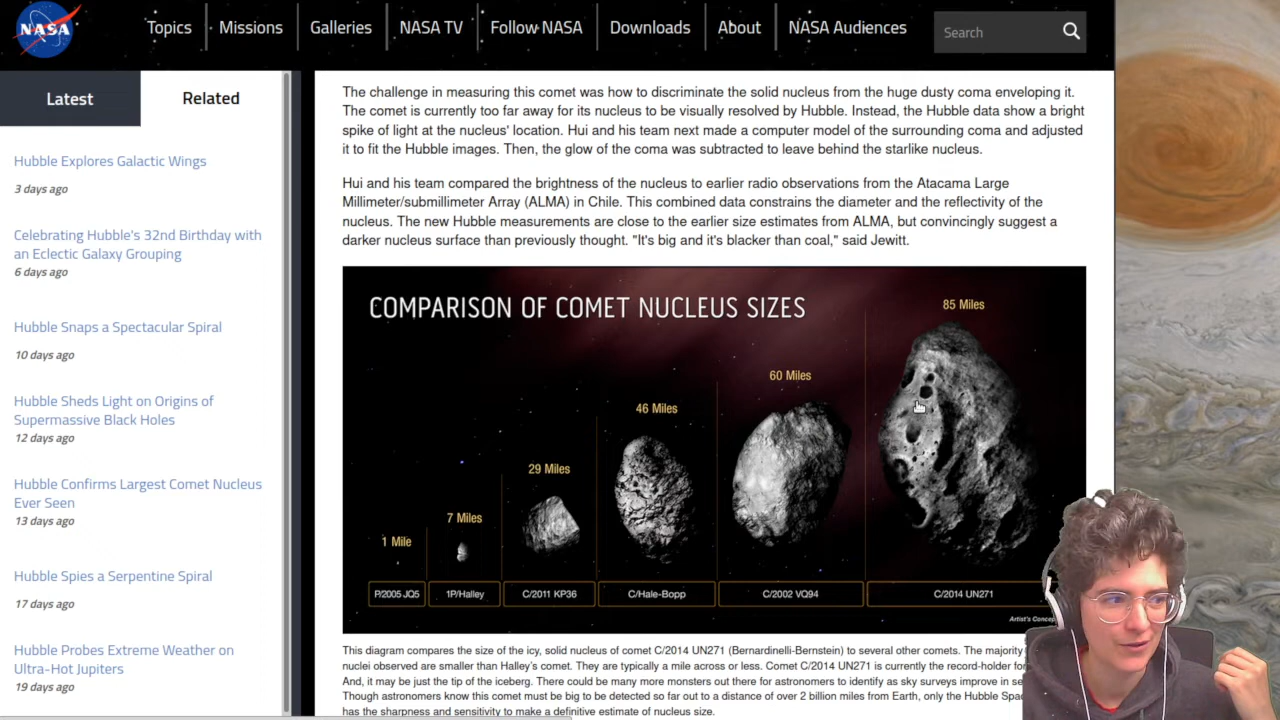 NASA
Topics
Missions
Galleries
NASA TV
Follow NASA
Downloads
About
NASA Audiences
Search
Latest
Related
Hubble Explores Galactic Wings
3 days ago
Celebrating Hubble's 32nd Birthday with
an Eclectic Galaxy Grouping
6 days ago
Hubble Snaps a Spectacular Spiral
10 days ago
Hubble Sheds Light on Origins of
Supermassive Black Holes
12 days ago
Hubble Confirms Largest Comet Nucleus
Ever Seen
13 days ago
Hubble Spies a Serpentine Spiral
17 days ago
Hubble Probes Extreme Weather on
Ultra-Hot Jupiters
19 days ago
The challenge in measuring this comet was how to discriminate the solid nucleus from the huge dusty coma enveloping it.
The comet is currently too far away for its nucleus to be visually resolved by Hubble. Instead, the Hubble data show a bright
spike of light at the nucleus' location. Hui and his team next made a computer model of the surrounding coma and adjusted
it to fit the Hubble images. Then, the glow of the coma was subtracted to leave behind the starlike nucleus.
Hui and his team compared the brightness of the nucleus to earlier radio observations from the Atacama Large
Millimeter/submillimeter Array (ALMA) in Chile. This combined data constrains the diameter and the reflectivity of the
nucleus. The new Hubble measurements are close to the earlier size estimates from ALMA, but convincingly suggest a
darker nucleus surface than previously thought. "It's big and it's blacker than coal," said Jewitt.
COMPARISON OF COMET NUCLEUS SIZES
1 Mile
7 Miles
29 Miles
46 Miles
60 Miles
85 Miles
P/2005 JQ5
1P/Halley
C/2011 KP36
C/Hale-Bopp
C/2002 VQ94
C/2014 UN271
Artist's
This diagram compares the size of the icy, solid nucleus of comet C/2014 UN271 (Bernardinelli-Bernstein) to several other comets. The majority
nuclei observed are smaller than Halley's comet. They are typically a mile across or less. Comet C/2014 UN271 is currently the record-holder for
And, it may be just the tip of the iceberg. There could be many more monsters out there for astronomers to identify as sky surveys improve in
Though astronomers know this comet must be big to be detected so far out to a distance of over 2 billion miles from Earth, only the Hubble
has the sharpness and sensitivity to make a definitive estimate of nucleus size.